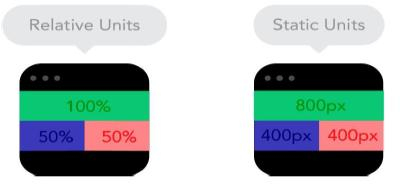 Relative Units
Static Units
100%
50% 50%
800px
400px 400px